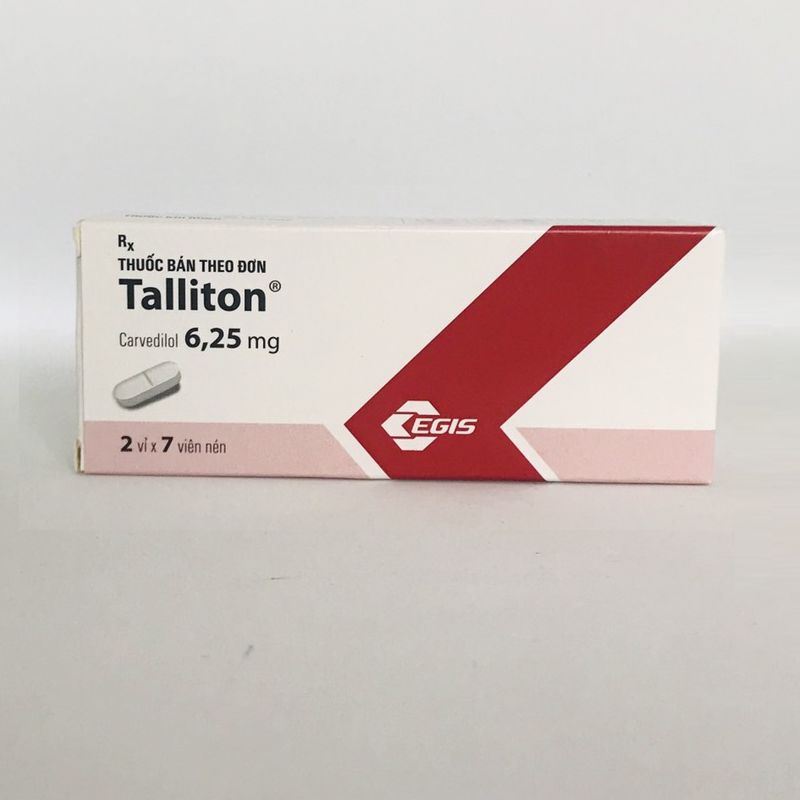 Rx
THUỐC BÁN THEO ĐƠN
Talliton®
Carvedilol 6,25 mg
EGIS
2 vỉ x 7 viên nén